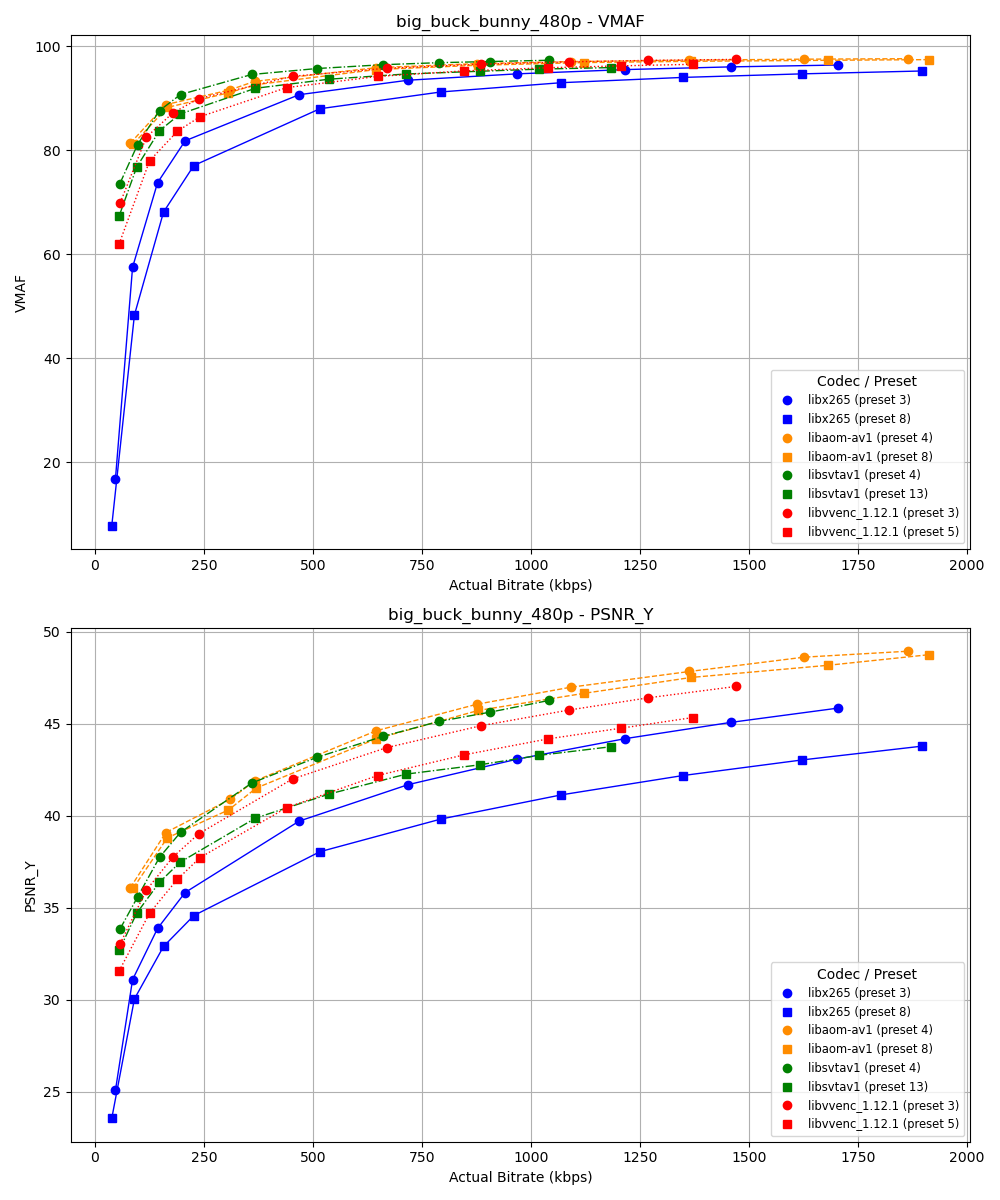 big_buck_bunny_480p - VMAF
100
80
60
40
20
VMAF
Codec / Preset
libx265 (preset 3)
libx265 (preset 8)
libaom-av1 (preset 4)
libaom-av1 (preset 8)
libsvtav1 (preset 4)
libsvtav1 (preset 13)
libvvenc_1.12.1 (preset 3)
libvvenc_1.12.1 (preset 5)
0 250 500 750 1000 1250 1500 1750 2000
Actual Bitrate (kbps)
big_buck_bunny_480p - PSNR_Y
50
45
40
35
30
25
PSNR_Y
Codec / Preset
libx265 (preset 3)
libx265 (preset 8)
libaom-av1 (preset 4)
libaom-av1 (preset 8)
libsvtav1 (preset 4)
libsvtav1 (preset 13)
libvvenc_1.12.1 (preset 3)
libvvenc_1.12.1 (preset 5)
0 250 500 750 1000 1250 1500 1750 2000
Actual Bitrate (kbps)